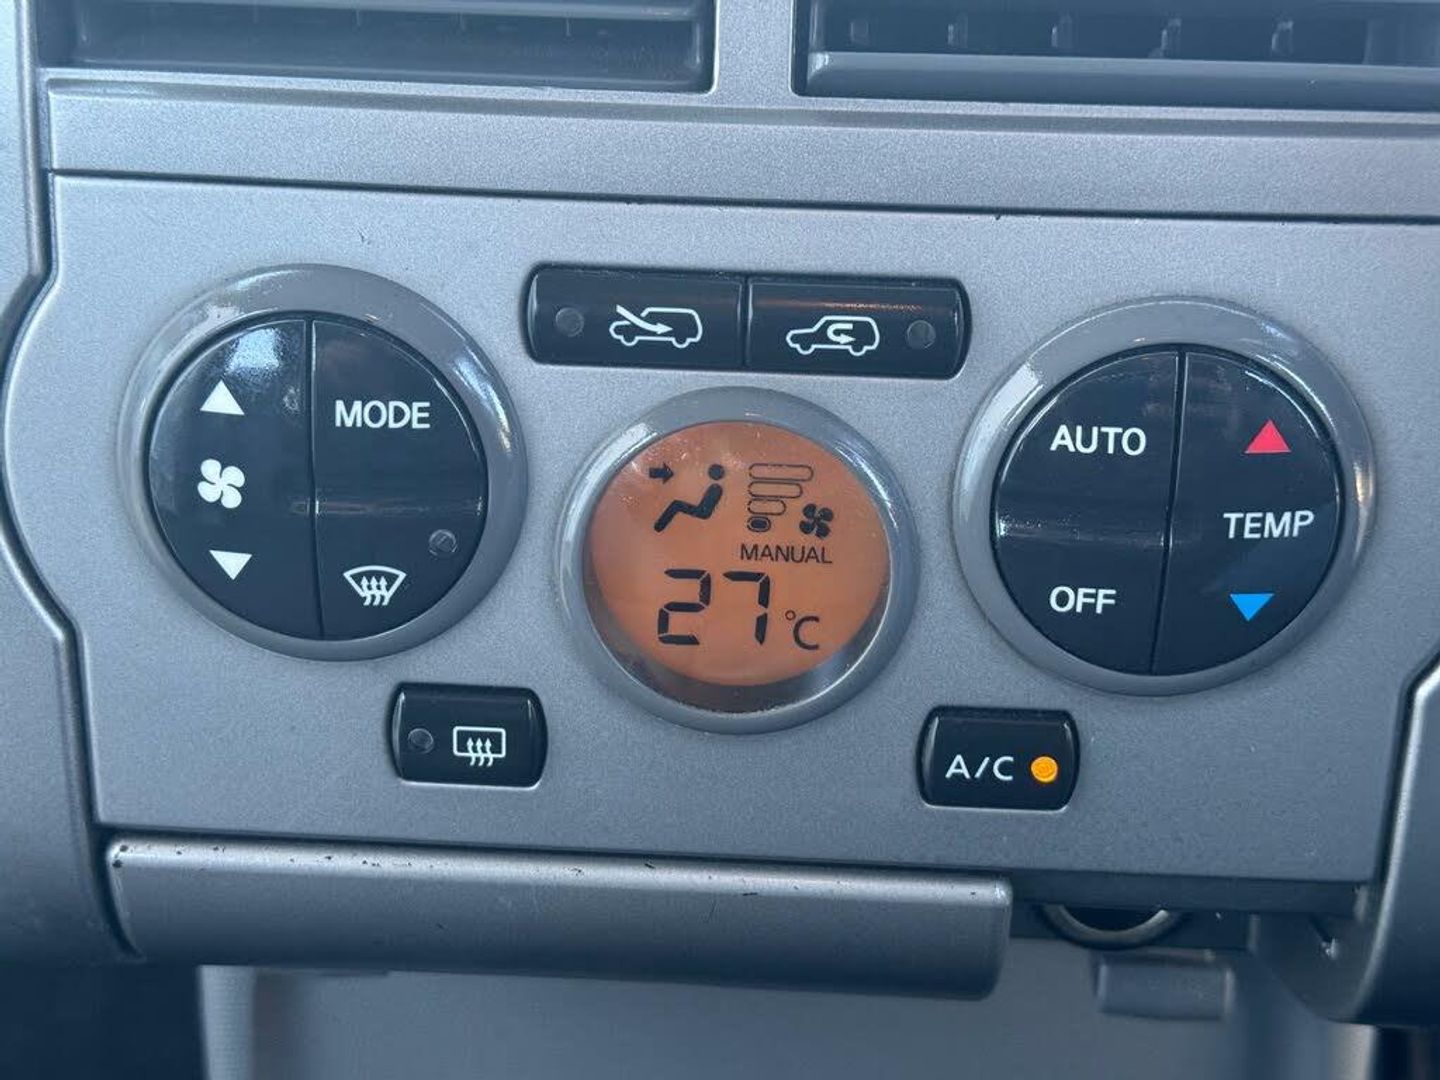 MODE
AUTO
TEMP
OFF
MANUAL
27°C
A/C